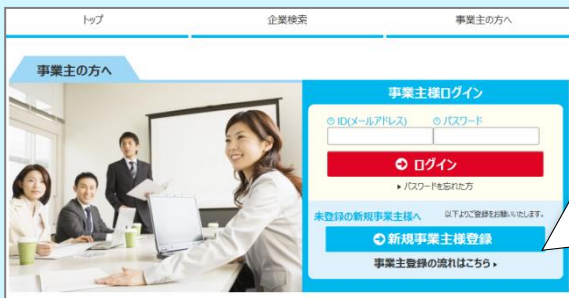 トップ 企業検索 事業主の方へ
事業主の方へ
事業主様ログイン
ID(メールアドレス) パスワード
ログイン
パスワードを忘れた方
未登録の新規事業主様へ 以下よりご登録をお願いいたします。
新規事業主様登録
事業主登録の流れはこちら